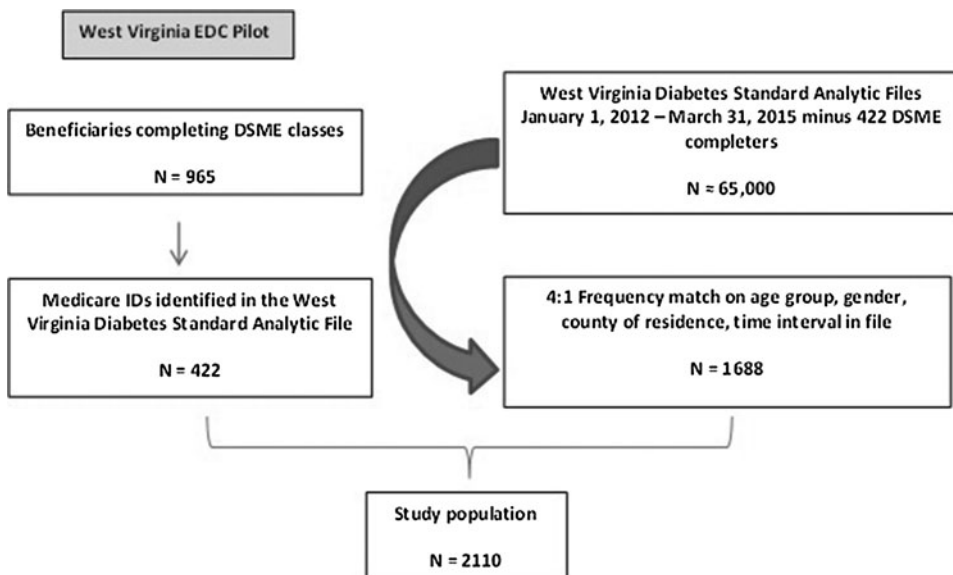 West Virginia EDC Pilot
Beneficiaries completing DSME classes
N = 965
West Virginia Diabetes Standard Analytic Files
January 1, 2012 – March 31, 2015 minus 422 DSME
completers
N ≈ 65,000
Medicare IDs identified in the West
Virginia Diabetes Standard Analytic File
N = 422
4:1 Frequency match on age group, gender,
county of residence, time interval in file
N = 1688
Study population
N = 2110